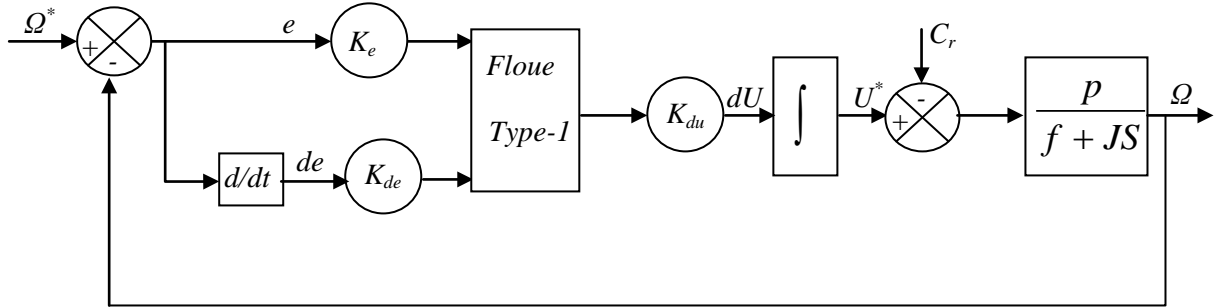 Ω*
+
-
e
K_e
Floue
Type-1
d/dt
de
K_de
K_du
dU
∫
U*
C_r
-
+
p
f + JS
Ω